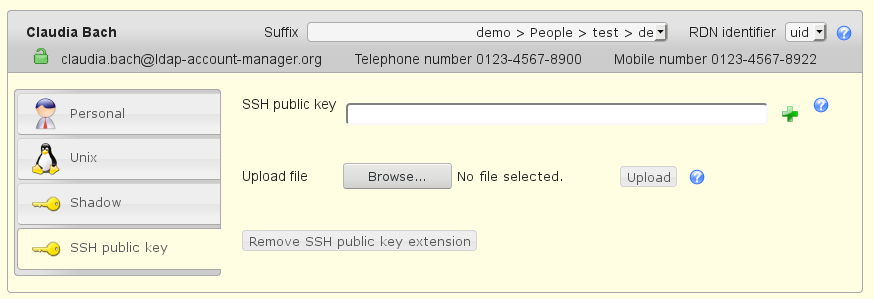 Claudia Bach Suffix demo > People > test > de RDN identifier uid
claudia.bach@ldap-account-manager.org Telephone number 0123-4567-8900 Mobile number 0123-4567-8922
Personal
Unix
Shadow
SSH public key
SSH public key
Upload file Browse... No file selected. Upload
Remove SSH public key extension